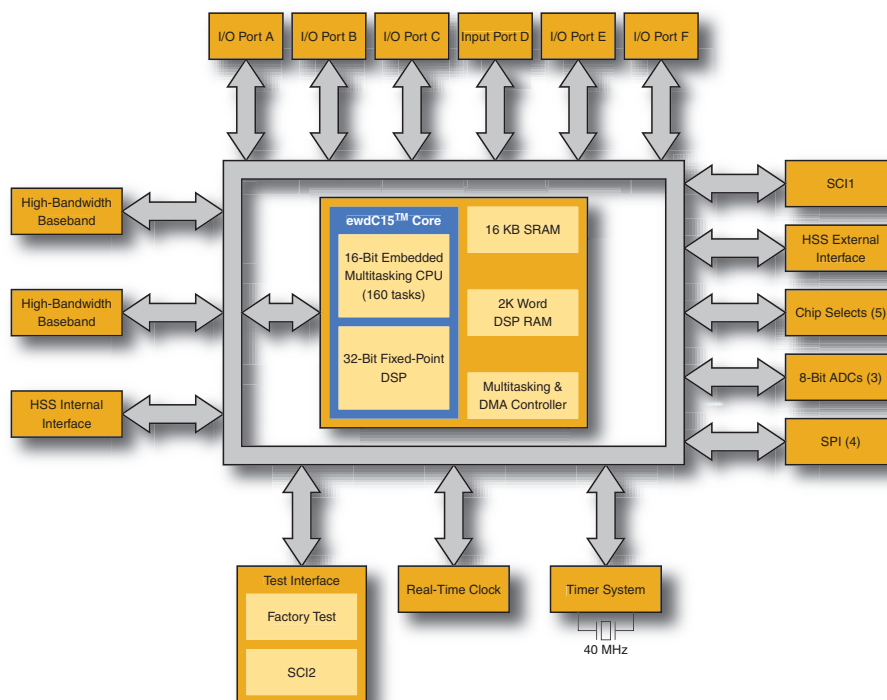 I/O Port A
I/O Port B
I/O Port C
Input Port D
I/O Port E
I/O Port F
High-Bandwidth
Baseband
High-Bandwidth
Baseband
HSS Internal
Interface
ewdC15™ Core
16-Bit Embedded
Multitasking CPU
(160 tasks)
32-Bit Fixed-Point
DSP
16 KB SRAM
2K Word
DSP RAM
Multitasking &
DMA Controller
SCI1
HSS External
Interface
Chip Selects (5)
8-Bit ADCs (3)
SPI (4)
Test Interface
Factory Test
SCI2
Real-Time Clock
Timer System
40 MHz